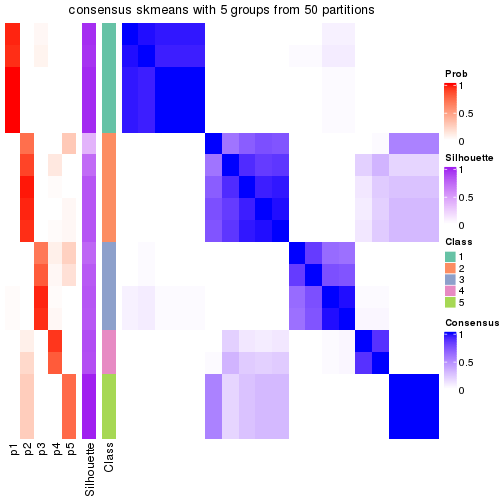 consensus skmeans with 5 groups from 50 partitions
Prob
1
0.5
0
Silhouette
1
0.5
0
Class
1
2
3
4
5
Consensus
1
0.5
0
p1
p2
p3
p4
p5
Silhouette
Class